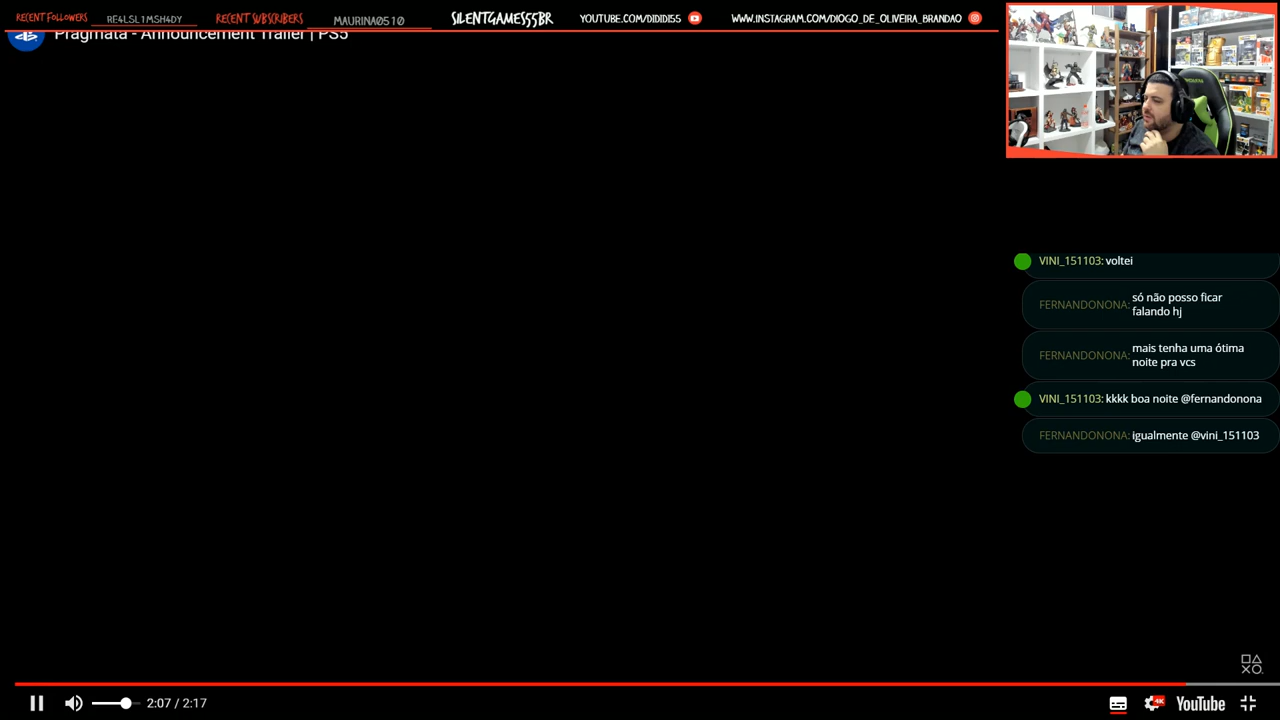 RECENT FOLLOWERS RE4LSL1MSH4DY RECENT SUBSCRIBERS MAURINA0510 SILENTGAMES55BR YOUTUBE.COM/DIDIDI55 WWW.INSTAGRAM.COM/DIOGO_DE_OLIVEIRA_BRANDAO
Pragmata - Announcement Trailer | PS5
VINI_151103: voltei
FERNANDONONA: só não posso ficar
falando hj
FERNANDONONA: mais tenha uma ótima
noite pra vcs
VINI_151103: kkkk boa noite @fernandonona
FERNANDONONA: igualmente @vini_151103
2:07 / 2:17
4K
YouTube